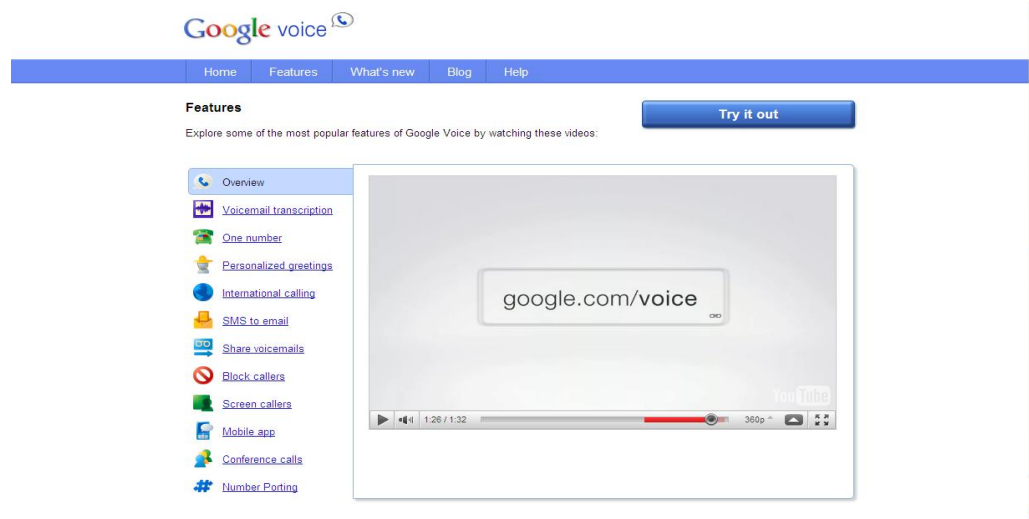 Google voice
Home Features What's new Blog Help
Features
Try it out
Explore some of the most popular features of Google Voice by watching these videos:
Overview
Voicemail transcription
One number
Personalized greetings
International calling
SMS to email
Share voicemails
Block callers
Screen callers
Mobile app
Conference calls
Number Porting
google.com/voice
YouTube
1:26 / 1:32 360p